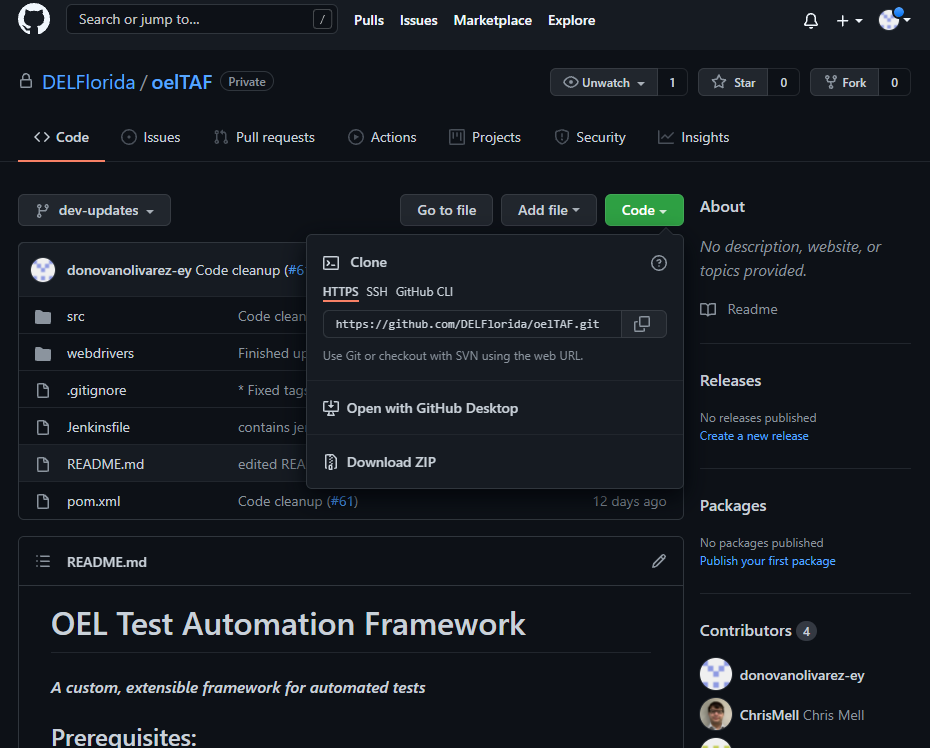 Search or jump to... /
Pulls Issues Marketplace Explore
DELFlorida / oelTAF Private
Unwatch 1 Star 0 Fork 0
Code Issues Pull requests Actions Projects Security Insights
dev-updates Go to file Add file Code
donovanolivarez-ey Code cleanup (#6
src Code clean
webdrivers Finished up
.gitignore * Fixed tags
Jenkinsfile contains je
README.md edited REA
pom.xml Code cleanup (#61) 12 days ago
Clone
HTTPS SSH GitHub CLI
https://github.com/DELFlorida/oelTAF.git
Use Git or checkout with SVN using the web URL.
Open with GitHub Desktop
Download ZIP
README.md
OEL Test Automation Framework
A custom, extensible framework for automated tests
Prerequisites:
About
No description, website, or
topics provided.
Readme
Releases
No releases published
Create a new release
Packages
No packages published
Publish your first package
Contributors 4
donovanolivarez-ey
ChrisMell Chris Mell